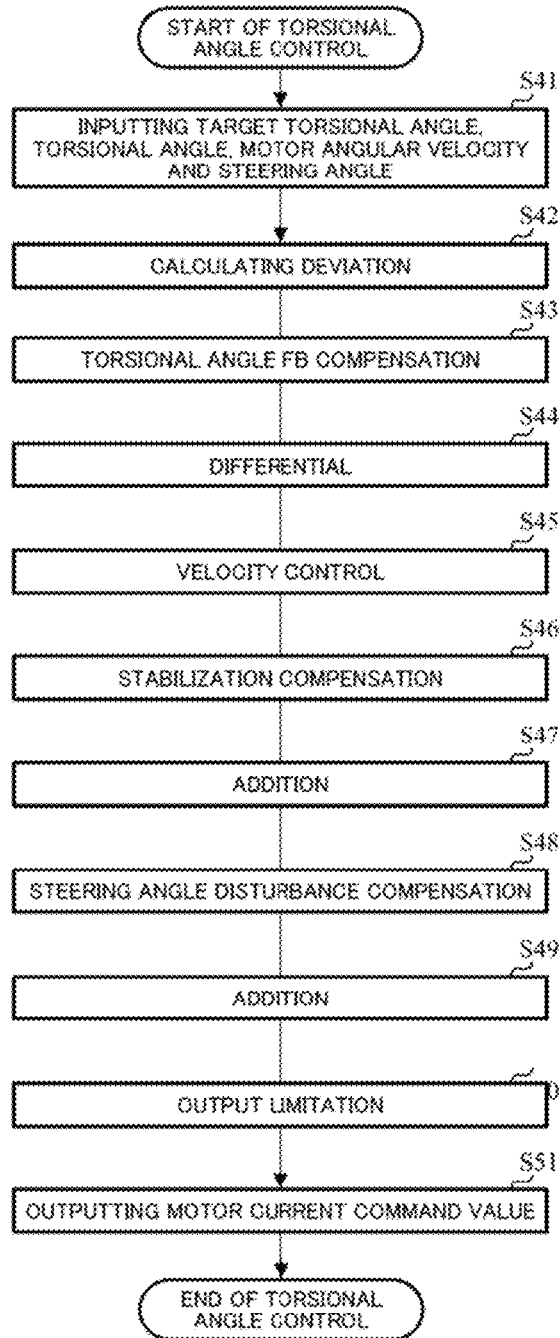 START OF TORSIONAL
ANGLE CONTROL
S41
INPUTTING TARGET TORSIONAL ANGLE,
TORSIONAL ANGLE, MOTOR ANGULAR VELOCITY
AND STEERING ANGLE
S42
CALCULATING DEVIATION
S43
TORSIONAL ANGLE FB COMPENSATION
S44
DIFFERENTIAL
S45
VELOCITY CONTROL
S46
STABILIZATION COMPENSATION
S47
ADDITION
S48
STEERING ANGLE DISTURBANCE COMPENSATION
S49
ADDITION
OUTPUT LIMITATION
S51
OUTPUTTING MOTOR CURRENT COMMAND VALUE
END OF TORSIONAL
ANGLE CONTROL